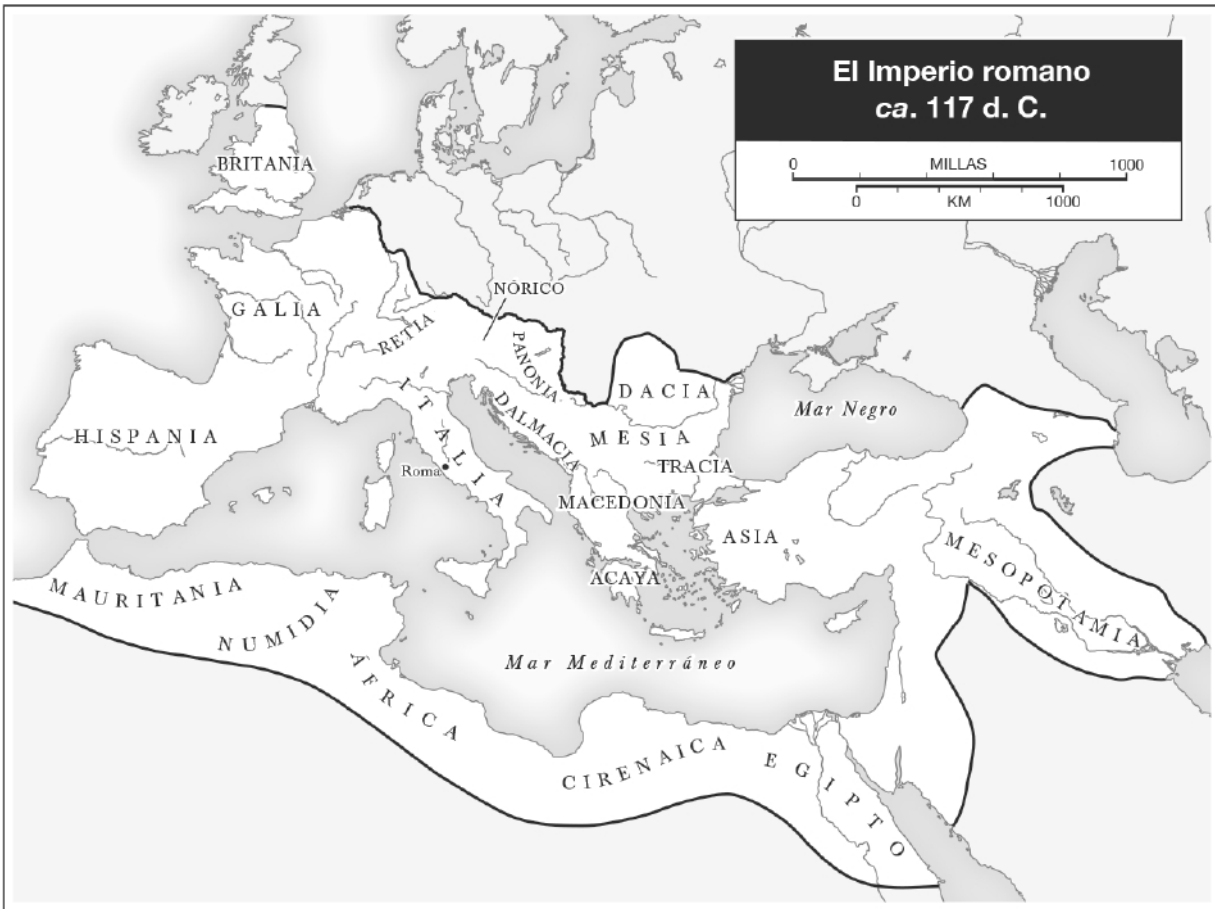 El Imperio romano
ca. 117 d. C.
0 MILLAS 1000
0 KM 1000
BRITANIA
GALIA
NÓRICO
RETIA
PANONIA
ITALIA
DALMACIA
DACIA
MESIA
Mar Negro
HISPANIA
Roma
TRACIA
MACEDONIA
ASIA
ACAYA
MESOPOTAMIA
MAURITANIA
NUMIDIA
ÁFRICA
Mar Mediterráneo
CIRENAICA
EGIPTO